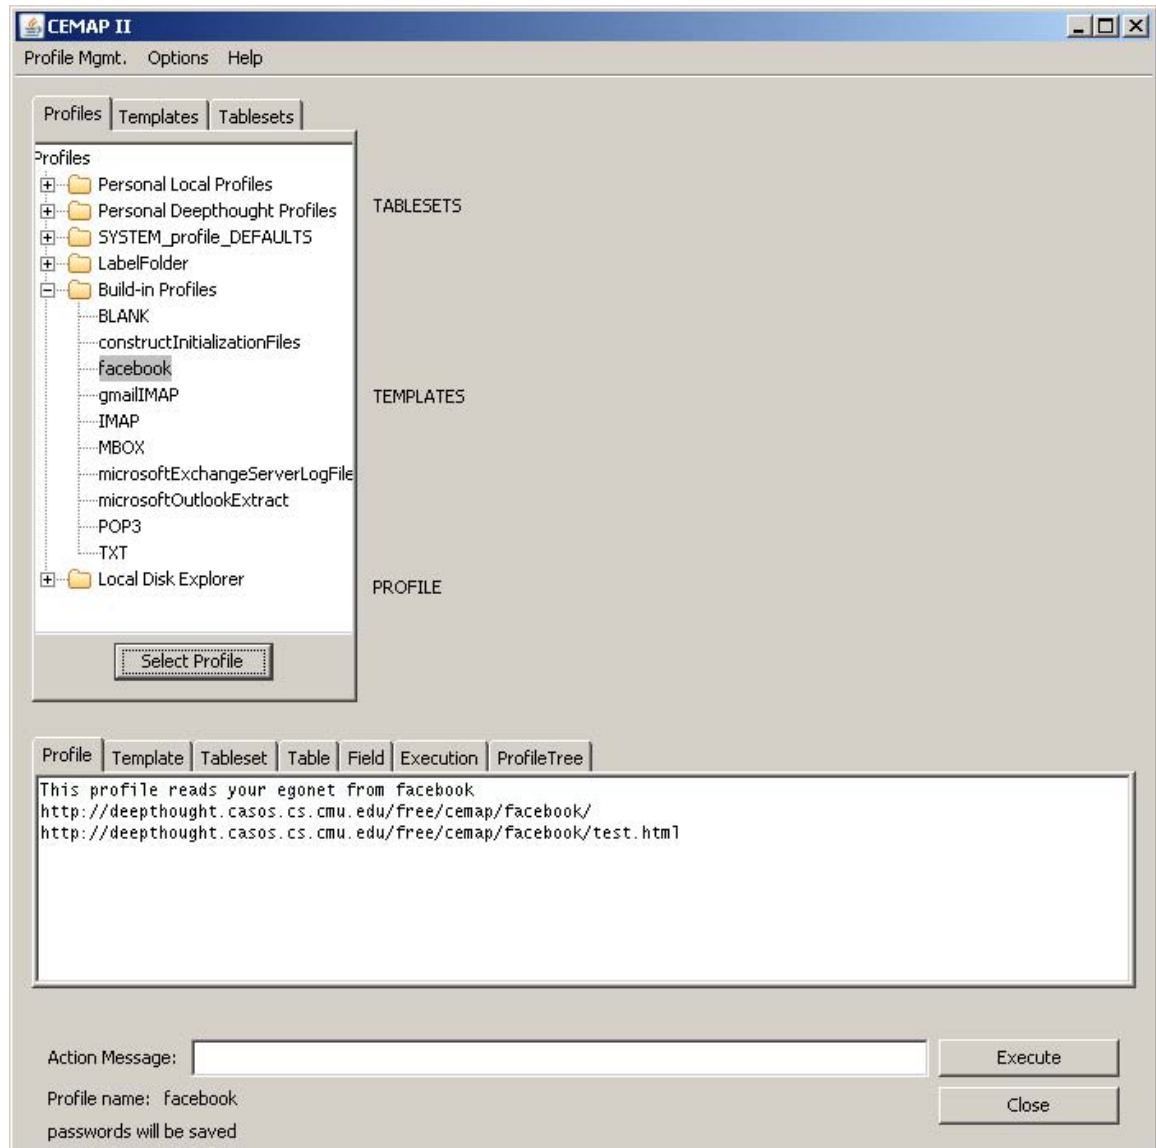 CEMAP II
Profile Mgmt. Options Help
Profiles Templates Tablesets
Profiles
Personal Local Profiles
Personal Deepthought Profiles
SYSTEM_profile_DEFAULTS
LabelFolder
Build-in Profiles
BLANK
constructInitializationFiles
facebook
gmailIMAP
IMAP
MBOX
microsoftExchangeServerLogFile
microsoftOutlookExtract
POP3
TXT
Local Disk Explorer
Select Profile
TABLESETS
TEMPLATES
PROFILE
Profile Template Tableset Table Field Execution ProfileTree
This profile reads your egonet from facebook
http://deepthought.casos.cs.cmu.edu/free/cemap/facebook/
http://deepthought.casos.cs.cmu.edu/free/cemap/facebook/test.html
Action Message: Execute
Profile name: facebook Close
passwords will be saved